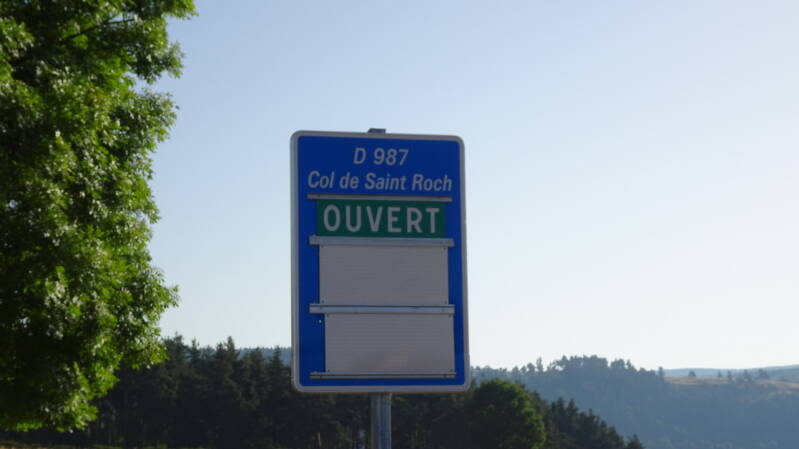 D 987
Col de Saint Roch
OUVERT